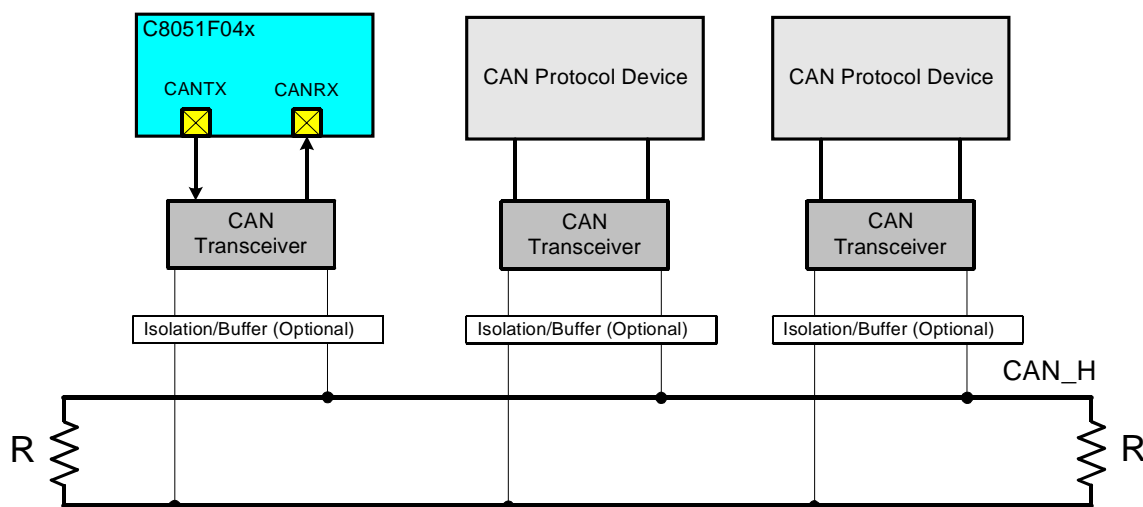 C8051F04x
CANTX CANRX
CAN Protocol Device
CAN Protocol Device
CAN
Transceiver
CAN
Transceiver
CAN
Transceiver
Isolation/Buffer (Optional)
Isolation/Buffer (Optional)
Isolation/Buffer (Optional)
CAN_H
R
R